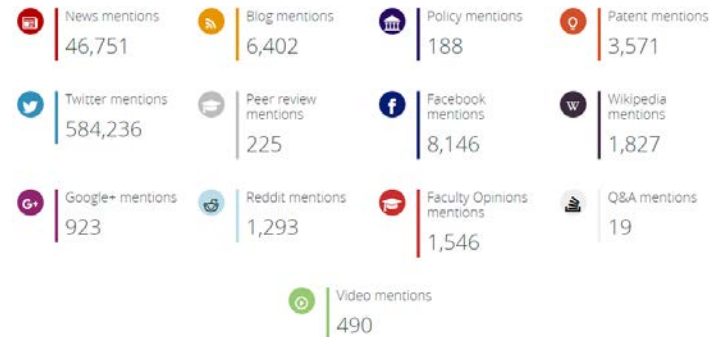 News mentions
46,751
Blog mentions
6,402
Policy mentions
188
Patent mentions
3,571
Twitter mentions
584,236
Peer review
mentions
225
f
Facebook
mentions
8,146
W
Wikipedia
mentions
1,827
G+
Google+ mentions
923
Reddit mentions
1,293
Faculty Opinions
mentions
1,546
Q&A mentions
19
Video mentions
490